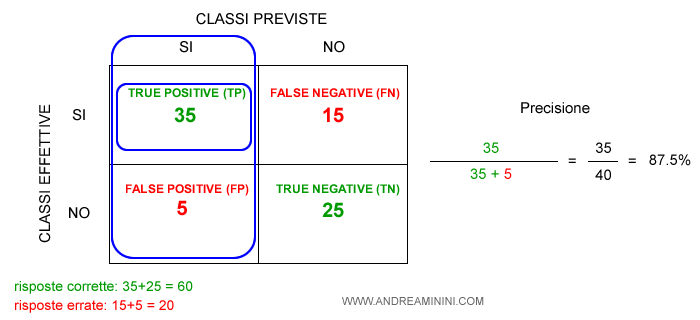 CLASSI PREVISTE
SI NO
CLASSI EFFETTIVE
SI
TRUE POSITIVE (TP)
35
FALSE NEGATIVE (FN)
15
NO
FALSE POSITIVE (FP)
5
TRUE NEGATIVE (TN)
25
Precisione
35
35 + 5
=
35
40
= 87.5%
risposte corrette: 35+25 = 60
risposte errate: 15+5 = 20
WWW.ANDREAMININI.COM